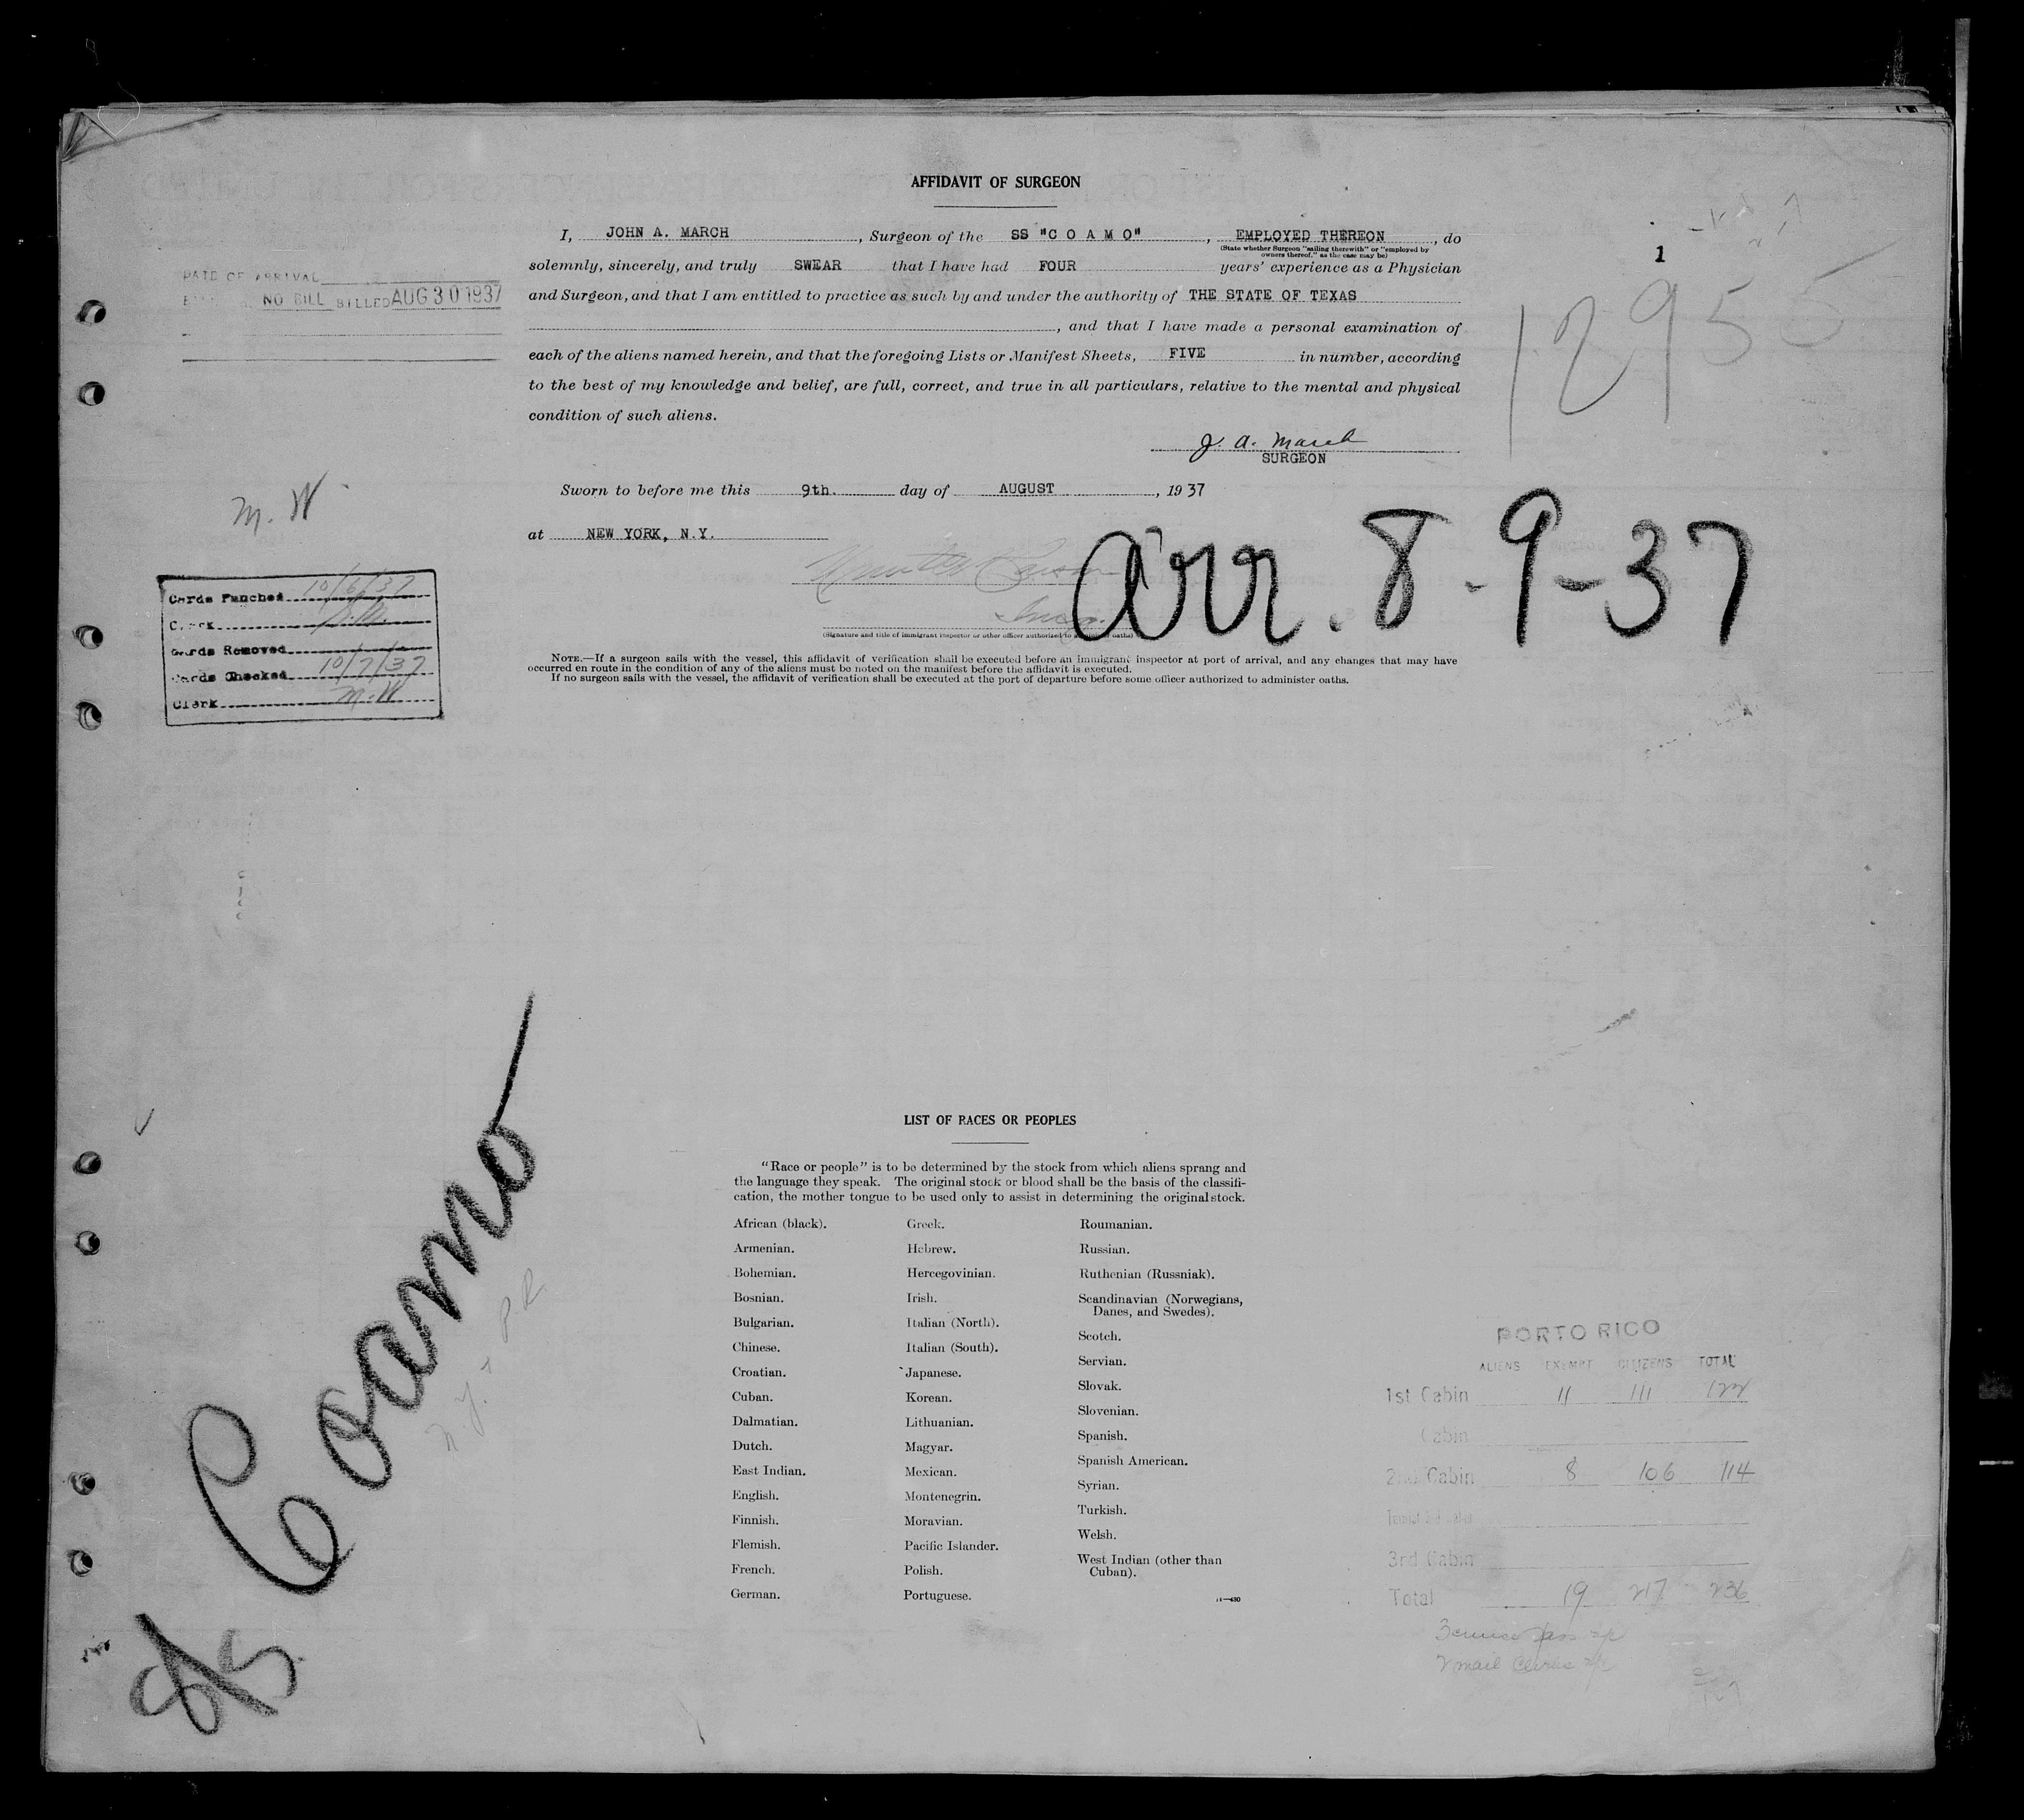 AFFIDAVIT OF SURGEON
I, JOHN A. MARCH, Surgeon of the SS "C O A M O", EMPLOYED THEREON, do
(State whether Surgeon "sailing therewith" or "employed by
owners thereof," as the case may be)
solemnly, sincerely, and truly SWEAR that I have had FOUR years' experience as a Physician
and Surgeon, and that I am entitled to practice as such by and under the authority of THE STATE OF TEXAS
, and that I have made a personal examination of
each of the aliens named herein, and that the foregoing Lists or Manifest Sheets, FIVE in number, according
to the best of my knowledge and belief, are full, correct, and true in all particulars, relative to the mental and physical
condition of such aliens.
J. A. March
SURGEON
Sworn to before me this 9th. day of AUGUST, 1937
at NEW YORK, N.Y.
(Signature and title of immigrant inspector or other officer authorized to oaths)
NOTE.—If a surgeon sails with the vessel, this affidavit of verification shall be executed before an immigrant inspector at port of arrival, and any changes that may have
occurred en route in the condition of any of the aliens must be noted on the manifest before the affidavit is executed.
If no surgeon sails with the vessel, the affidavit of verification shall be executed at the port of departure before some officer authorized to administer oaths.
1
12955
arr. 8-9-37
DATE OF ARRIVAL
NO BILL BILLED AUG 30 1937
M. W
Cards Punched 10/6/37
Clerk
Cards Removed
Cards Checked 10/7/37
Clerk M.W
SS. Coamo
N.Y. + P.R.
LIST OF RACES OR PEOPLES
"Race or people" is to be determined by the stock from which aliens sprang and
the language they speak. The original stock or blood shall be the basis of the classifi-
cation, the mother tongue to be used only to assist in determining the original stock.
African (black).
Armenian.
Bohemian.
Bosnian.
Bulgarian.
Chinese.
Croatian.
Cuban.
Dalmatian.
Dutch.
East Indian.
English.
Finnish.
Flemish.
French.
German.
Greek.
Hebrew.
Hercegovinian.
Irish.
Italian (North).
Italian (South).
Japanese.
Korean.
Lithuanian.
Magyar.
Mexican.
Montenegrin.
Moravian.
Pacific Islander.
Polish.
Portuguese.
Roumanian.
Russian.
Ruthenian (Russniak).
Scandinavian (Norwegians,
Danes, and Swedes).
Scotch.
Servian.
Slovak.
Slovenian.
Spanish.
Spanish American.
Syrian.
Turkish.
Welsh.
West Indian (other than
Cuban).
PORTO RICO
ALIENS EXEMPT CITIZENS TOTAL
1st Cabin 11 111 122
Cabin
2nd Cabin 8 106 114
3rd Cabin
Total 19 217 236
2 mail Clerks